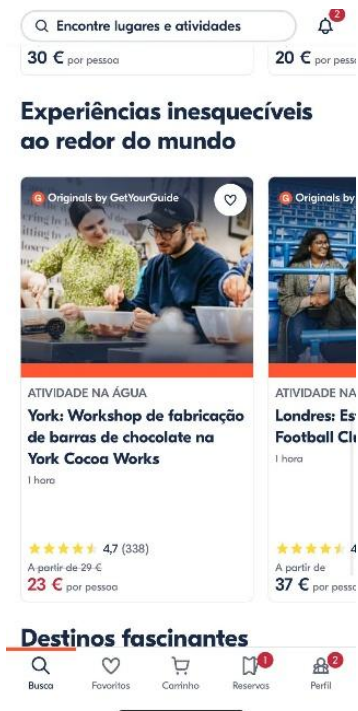 Encontre lugares e atividades
2
30 € por pessoa
20 € por pesso
Experiências inesquecíveis
ao redor do mundo
G Originals by GetYourGuide
G Originals by
ATIVIDADE NA ÁGUA
York: Workshop de fabricação
de barras de chocolate na
York Cocoa Works
1 hora
4,7 (338)
A partir de 29 €
23 € por pessoa
ATIVIDADE NA
Londres: Es
Football Cl
1 hora
4
A partir de
37 € por pesso
Destinos fascinantes
Busca
Favoritos
Carrinho
1
Reservas
2
Perfil